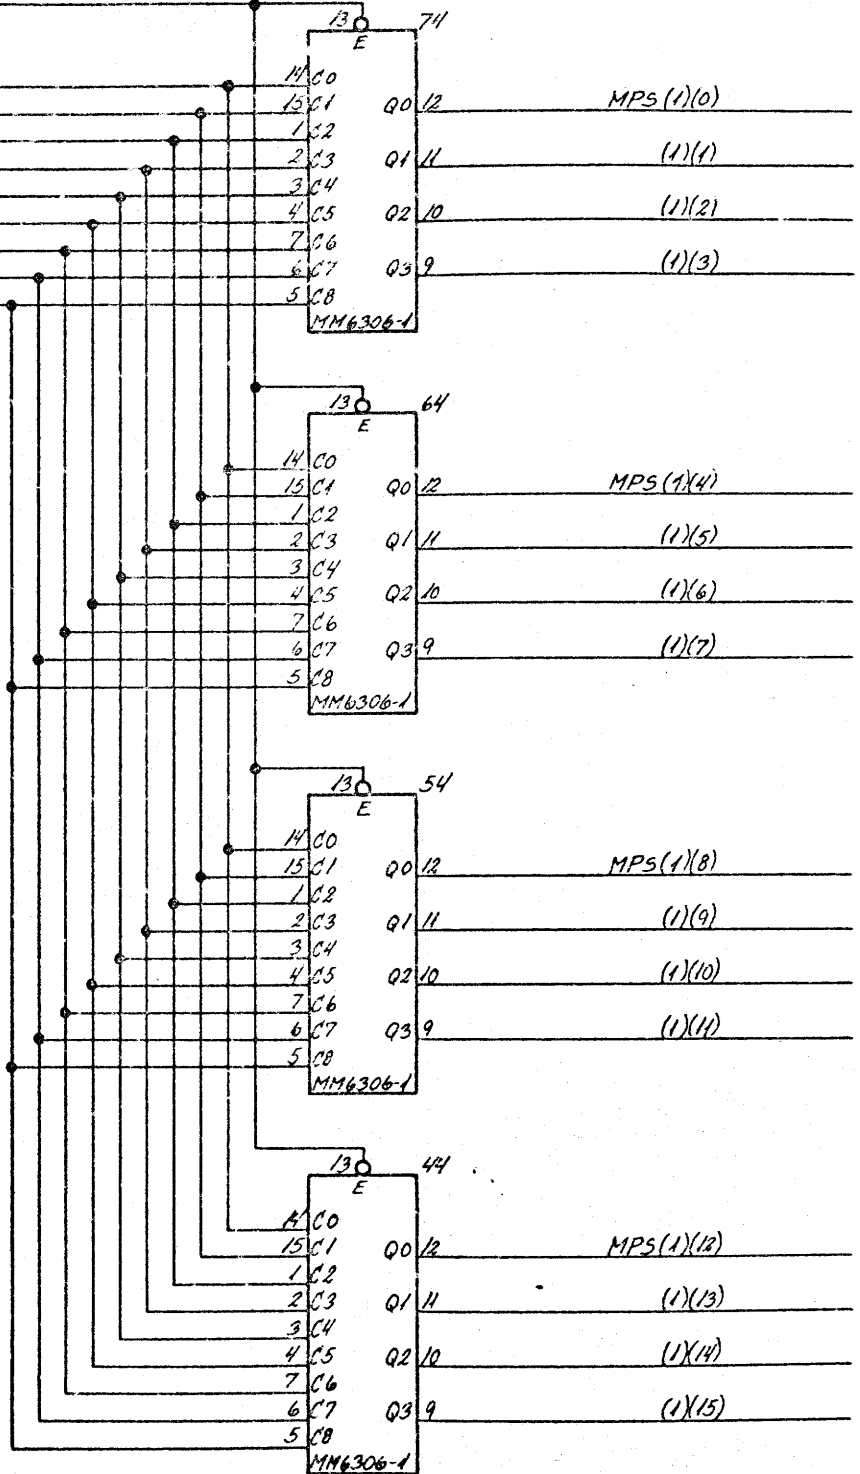 13 74
E
14 C0
15 C1 Q0 12 MPS(1)(0)
1 C2
2 C3 Q1 11 (1)(1)
3 C4
4 C5 Q2 10 (1)(2)
7 C6
6 C7 Q3 9 (1)(3)
5 C8
MM6306-1
13 64
E
14 C0
15 C1 Q0 12 MPS(1)(4)
1 C2
2 C3 Q1 11 (1)(5)
3 C4
4 C5 Q2 10 (1)(6)
7 C6
6 C7 Q3 9 (1)(7)
5 C8
MM6306-1
13 54
E
14 C0
15 C1 Q0 12 MPS(1)(8)
1 C2
2 C3 Q1 11 (1)(9)
3 C4
4 C5 Q2 10 (1)(10)
7 C6
6 C7 Q3 9 (1)(11)
5 C8
MM6306-1
13 44
E
14 C0
15 C1 Q0 12 MPS(1)(12)
1 C2
2 C3 Q1 11 (1)(13)
3 C4
4 C5 Q2 10 (1)(14)
7 C6
6 C7 Q3 9 (1)(15)
5 C8
MM6306-1